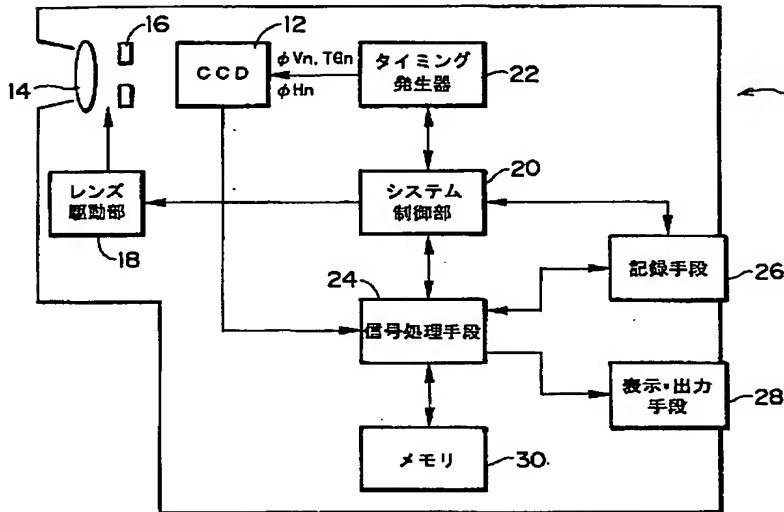 16
12
14
CCD
φVn, TGn
φHn
タイミング
発生器
22
レンズ
駆動部
18
システム
制御部
20
24
信号処理手段
記録手段
26
表示・出力
手段
28
メモリ
30